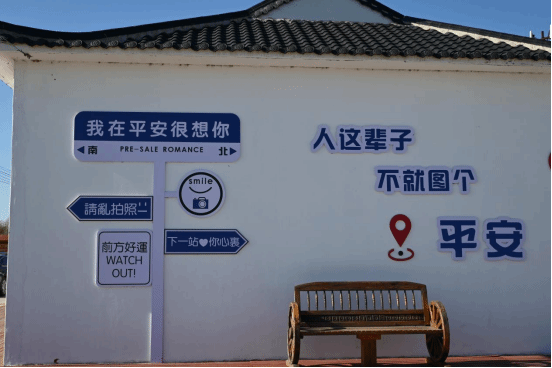 我在平安很想你
南 PRE-SALE ROMANCE 北
smile
請亂拍照
下一站你心裏
前方好運
WATCH
OUT!
人这辈子
不就图个
平安